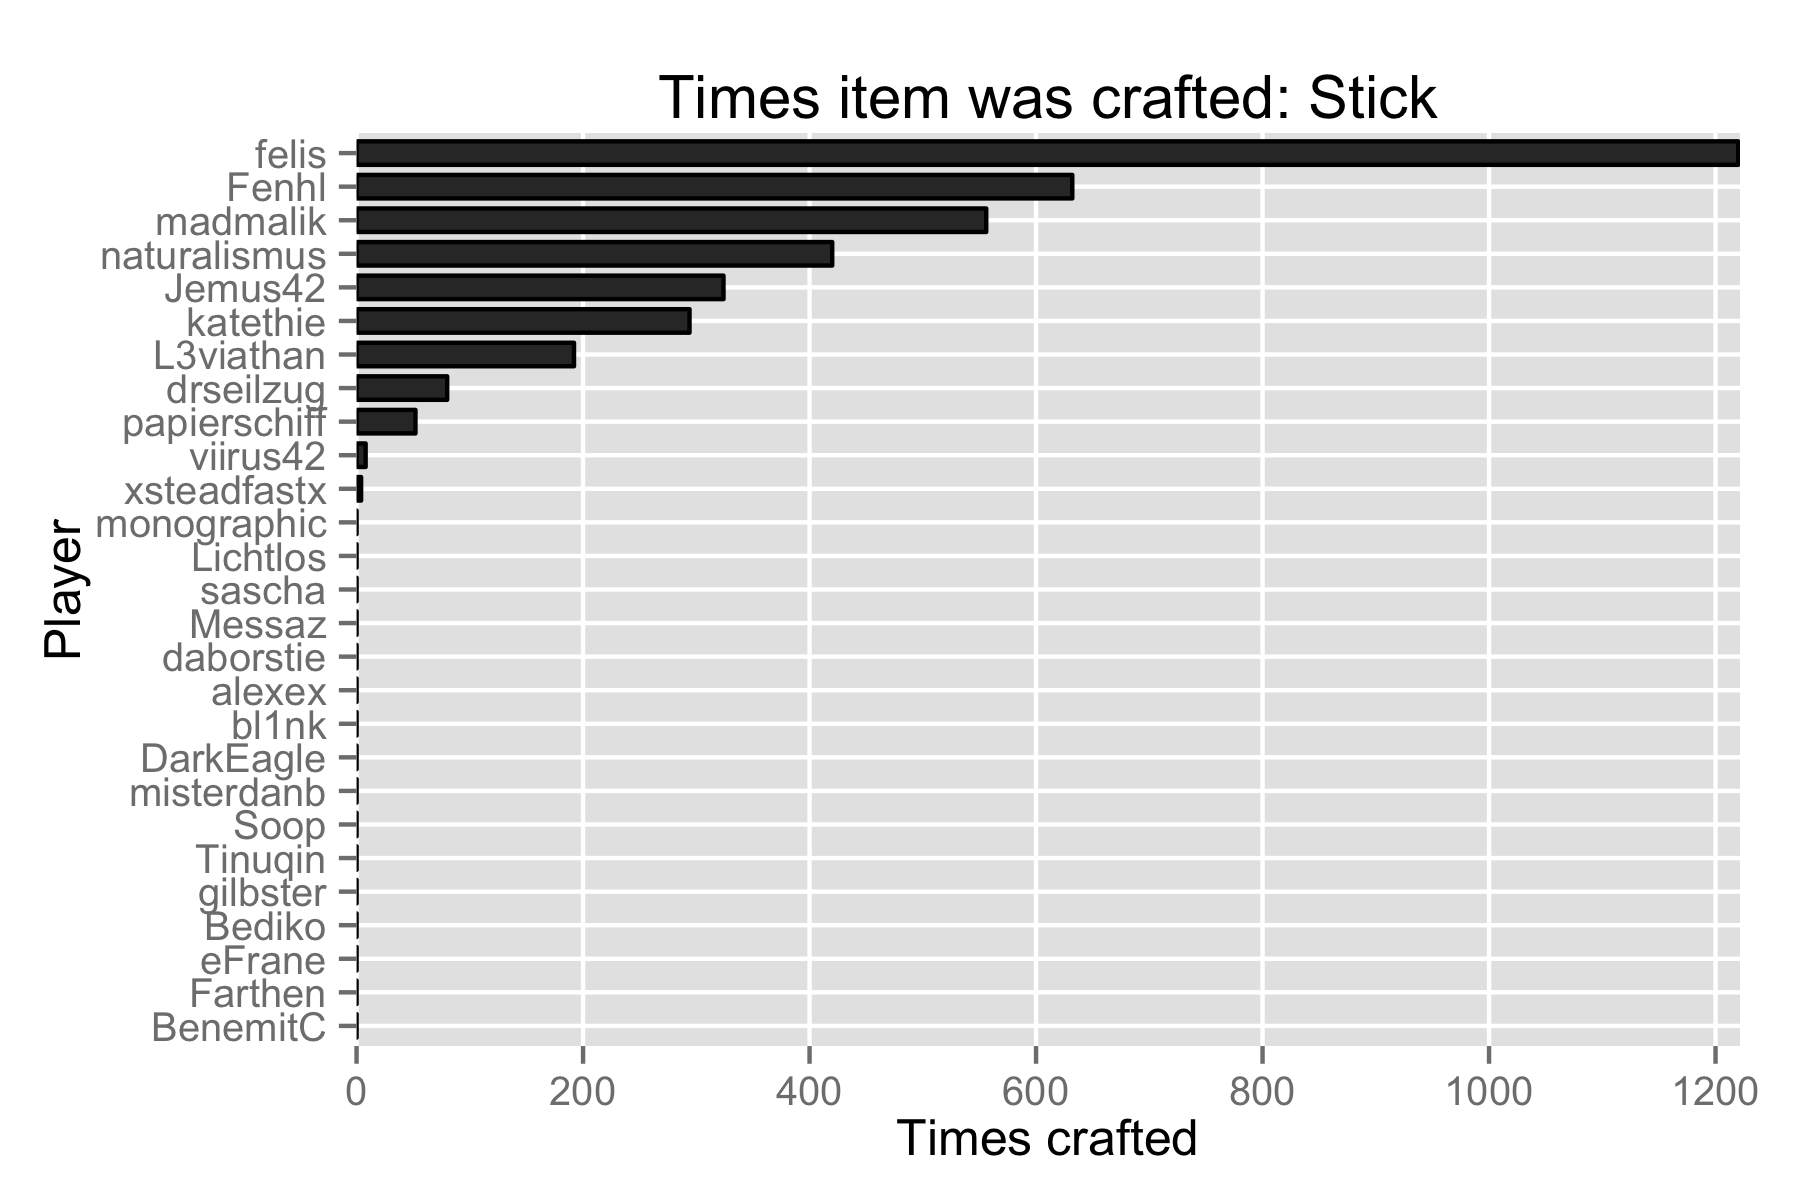 Times item was crafted: Stick
felis
Fenhl
madmalik
naturalismus
Jemus42
katethie
L3viathan
drseilzug
papierschiff
viirus42
xsteadfastx
monographic
Lichtlos
sascha
Messaz
daborstie
alexex
bl1nk
DarkEagle
misterdanb
Soop
Tinuqin
gilbster
Bediko
eFrane
Farthen
BenemitC
Player
0 200 400 600 800 1000 1200
Times crafted